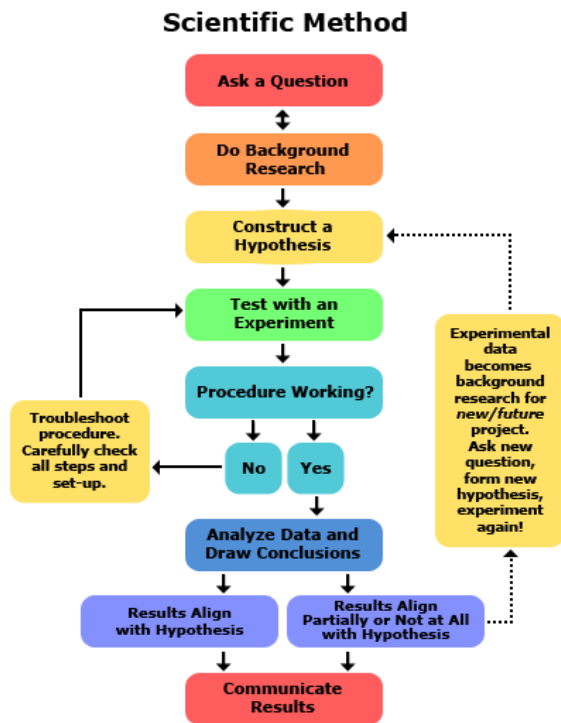 Scientific Method
Ask a Question
Do Background
Research
Construct a
Hypothesis
Test with an
Experiment
Procedure Working?
No
Yes
Troubleshoot
procedure.
Carefully check
all steps and
set-up.
Analyze Data and
Draw Conclusions
Results Align
with Hypothesis
Results Align
Partially or Not at All
with Hypothesis
Experimental
data
becomes
background
research for
new/future
project.
Ask new
question,
form new
hypothesis,
experiment
again!
Communicate
Results